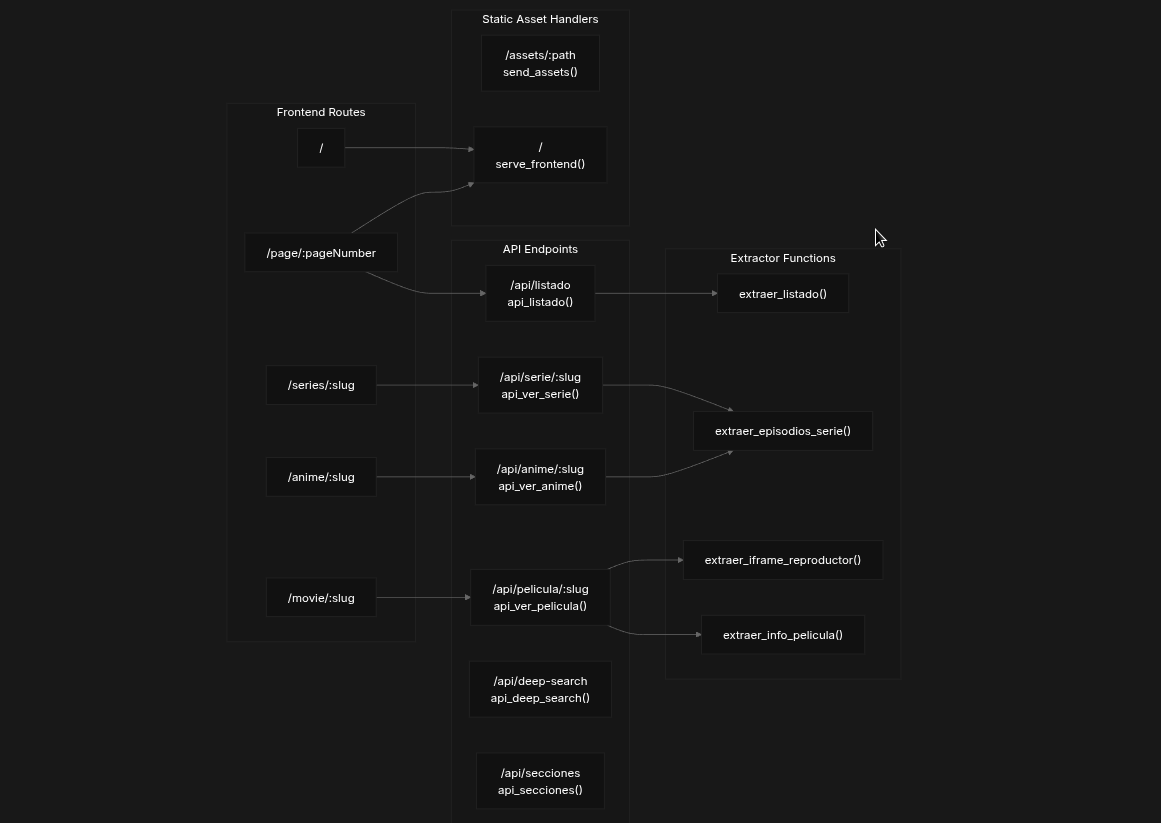 Static Asset Handlers
/assets/:path
send_assets()
/
serve_frontend()
Frontend Routes
/
/page/:pageNumber
/series/:slug
/anime/:slug
/movie/:slug
API Endpoints
/api/listado
api_listado()
/api/serie/:slug
api_ver_serie()
/api/anime/:slug
api_ver_anime()
/api/pelicula/:slug
api_ver_pelicula()
/api/deep-search
api_deep_search()
/api/secciones
api_secciones()
Extractor Functions
extraer_listado()
extraer_episodios_serie()
extraer_iframe_reproductor()
extraer_info_pelicula()